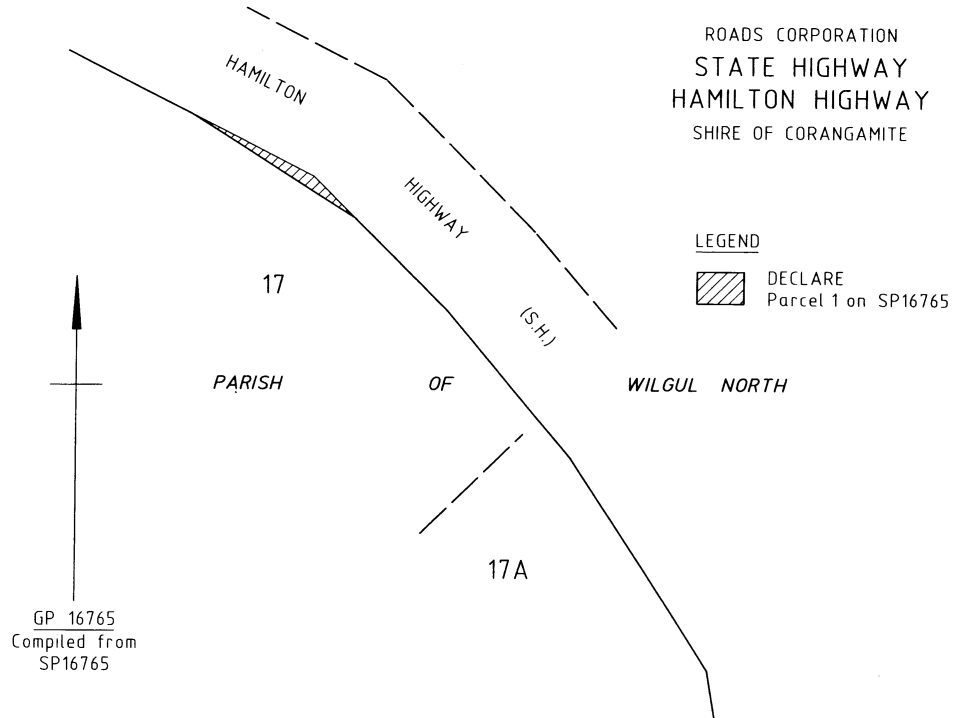 ROADS CORPORATION
STATE HIGHWAY
HAMILTON HIGHWAY
SHIRE OF CORANGAMITE
HAMILTON
HIGHWAY
(S.H.)
LEGEND
DECLARE
Parcel 1 on SP16765
17
PARISH OF WILGUL NORTH
17A
GP 16765
Compiled from
SP16765